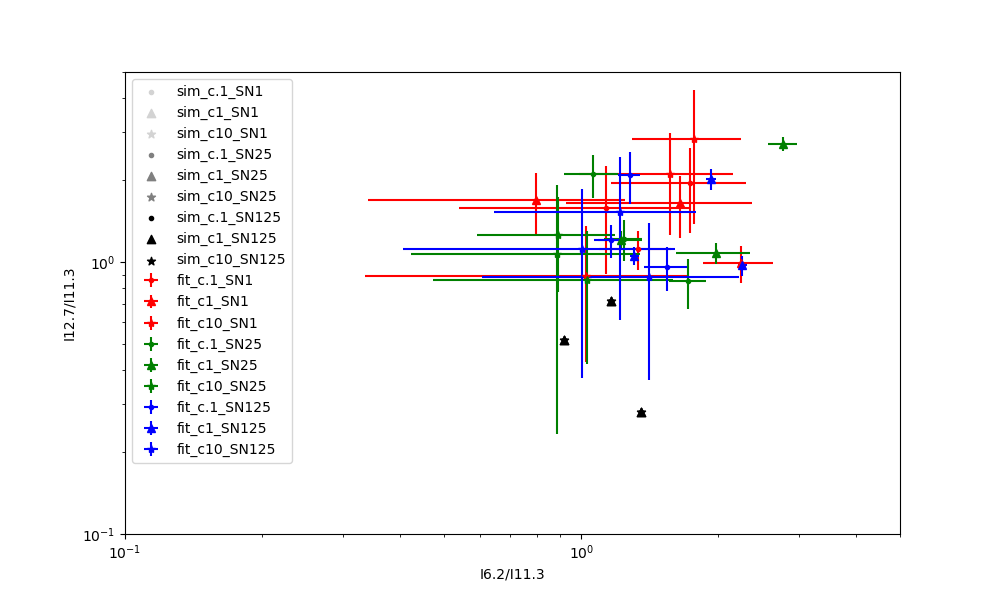 sim_c.1_SN1
sim_c1_SN1
sim_c10_SN1
sim_c.1_SN25
sim_c1_SN25
sim_c10_SN25
sim_c.1_SN125
sim_c1_SN125
sim_c10_SN125
fit_c.1_SN1
fit_c1_SN1
fit_c10_SN1
fit_c.1_SN25
fit_c1_SN25
fit_c10_SN25
fit_c.1_SN125
fit_c1_SN125
fit_c10_SN125
I12.7/I11.3
10⁰
10⁻¹
10⁻¹ 10⁰
I6.2/I11.3